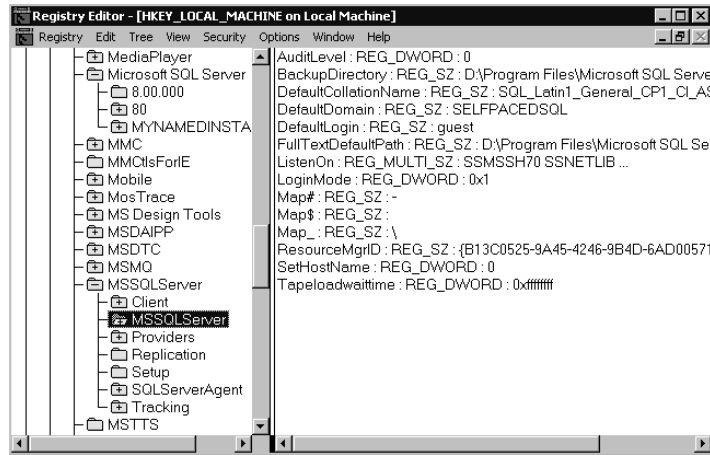 Registry Editor - [HKEY_LOCAL_MACHINE on Local Machine]
Registry Edit Tree View Security Options Window Help
MediaPlayer
Microsoft SQL Server
8.00.000
80
MYNAMEDINSTA
MMC
MMCtlsForIE
Mobile
MosTrace
MS Design Tools
MSDAIPP
MSDTC
MSMQ
MSSQLServer
Client
MSSQLServer
Providers
Replication
Setup
SQLServerAgent
Tracking
MSTTS
AuditLevel : REG_DWORD : 0
BackupDirectory : REG_SZ : D:\Program Files\Microsoft SQL Serve
DefaultCollationName : REG_SZ : SQL_Latin1_General_CP1_CI_AS
DefaultDomain : REG_SZ : SELFPACEDSQL
DefaultLogin : REG_SZ : guest
FullTextDefaultPath : REG_SZ : D:\Program Files\Microsoft SQL Se
ListenOn : REG_MULTI_SZ : SSMSSH70 SSNETLIB ...
LoginMode : REG_DWORD : 0x1
Map# : REG_SZ : -
Map$ : REG_SZ :
Map_ : REG_SZ : \
ResourceMgrID : REG_SZ : {B13C0525-9A45-4246-9B4D-6AD00571
SetHostName : REG_DWORD : 0
Tapeloadwaittime : REG_DWORD : 0xffffffff